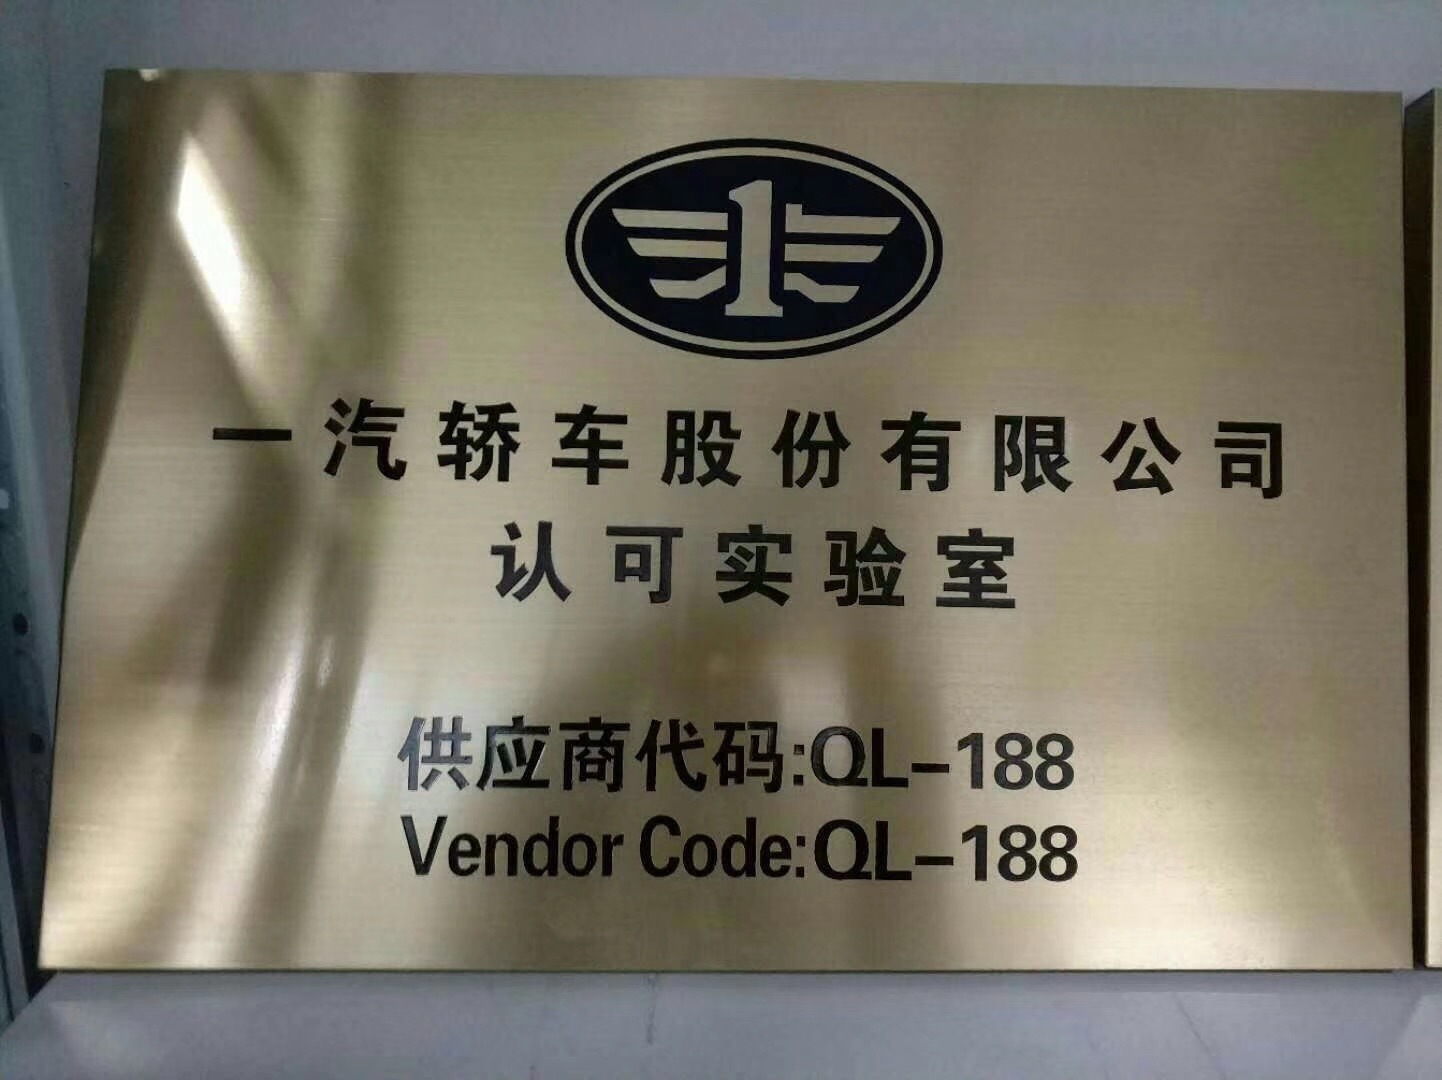 一汽轿车股份有限公司
认可实验室
供应商代码:QL-188
Vendor Code:QL-188